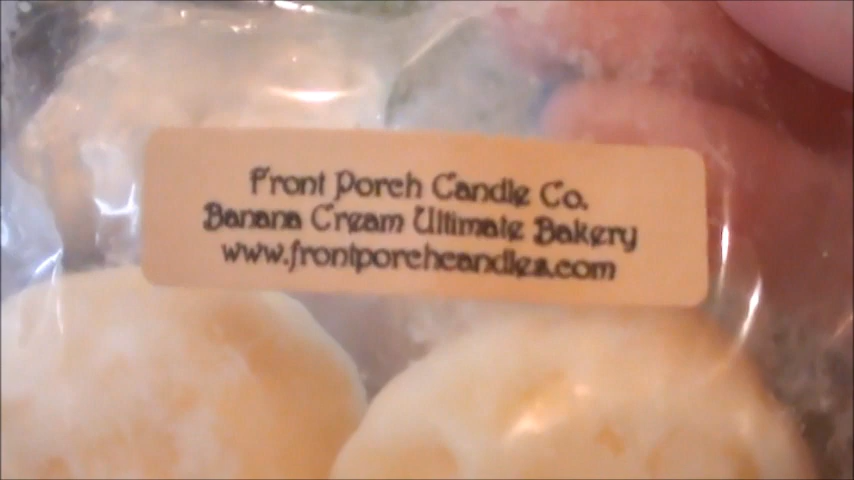 Front Porch Candle Co.
Banana Cream Ultimate Bakery
www.frontporchcandles.com